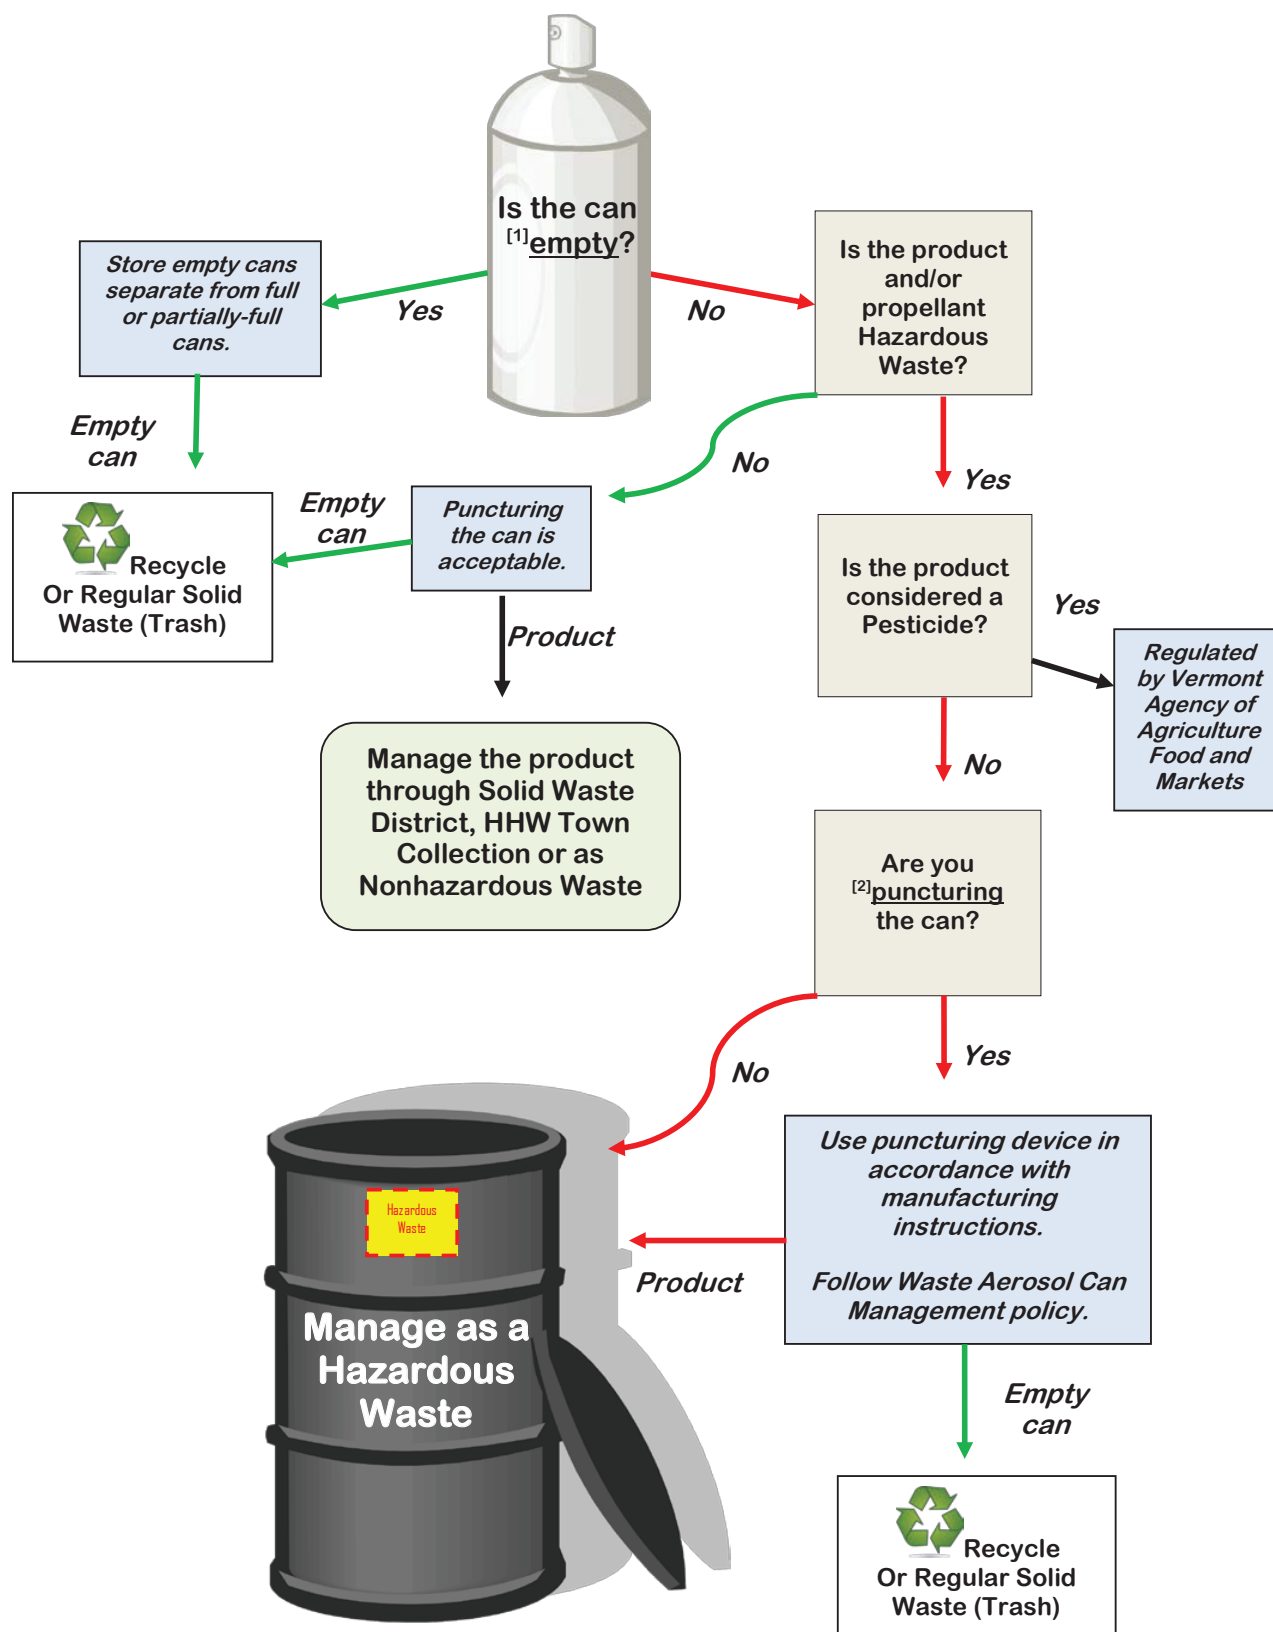 Is the can
[1]empty?
Store empty cans
separate from full
or partially-full
cans.
Yes
No
Is the product
and/or
propellant
Hazardous
Waste?
Empty
can
No
Yes
Recycle
Or Regular Solid
Waste (Trash)
Empty
can
Puncturing
the can is
acceptable.
Product
Is the product
considered a
Pesticide?
Yes
Regulated
by Vermont
Agency of
Agriculture
Food and
Markets
Manage the product
through Solid Waste
District, HHW Town
Collection or as
Nonhazardous Waste
No
Are you
[2]puncturing
the can?
No
Yes
Use puncturing device in
accordance with
manufacturing
instructions.
Follow Waste Aerosol Can
Management policy.
Product
Hazardous
Waste
Manage as a
Hazardous
Waste
Empty
can
Recycle
Or Regular Solid
Waste (Trash)